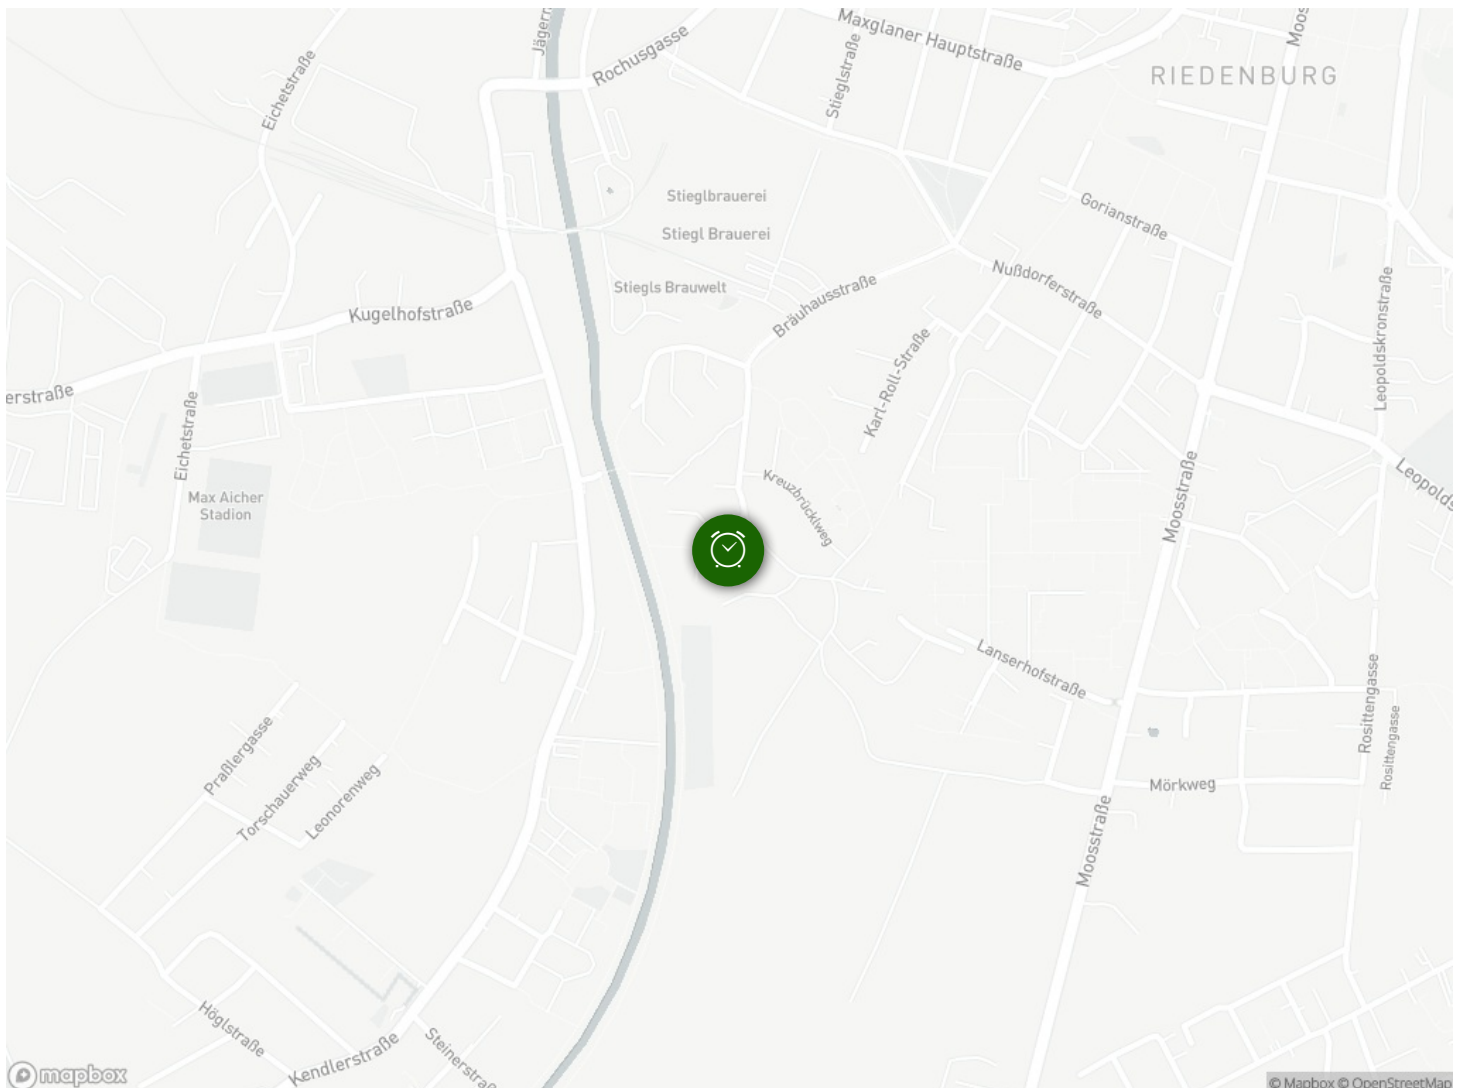 Jägerm
Rochusgasse
Maxglaner Hauptstraße
Moos
RIEDENBURG
Eichetstraße
Stieglstraße
Stieglbrauerei
Stiegl Brauerei
Gorianstraße
Stiegls Brauwelt
Nußdorferstraße
Kugelhofstraße
Bräuhausstraße
Leopoldskronstraße
Karl-Roll-Straße
erstraße
Eichetstraße
Max Aicher
Stadion
Kreuzbrücklweg
Moosstraße
Leopolds
Lanserhofstraße
Rosittengasse
Rosittengasse
Praßlergasse
Torschauerweg
Leonorenweg
Mörkweg
Moosstraße
Höglstraße
Kendlerstraße
Steinerstraß
mapbox
© Mapbox © OpenStreetMap